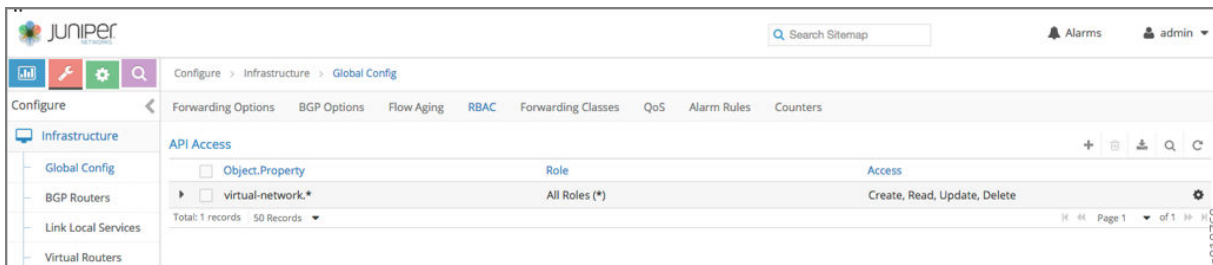 JUNIPEr
NETWORKS
Search Sitemap
Alarms
admin
Configure > Infrastructure > Global Config
Configure
Forwarding Options BGP Options Flow Aging RBAC Forwarding Classes QoS Alarm Rules Counters
Infrastructure
API Access
Global Config
Object.Property Role Access
BGP Routers
virtual-network.* All Roles (*) Create, Read, Update, Delete
Total: 1 records 50 Records
Page 1 of 1
Link Local Services
Virtual Routers